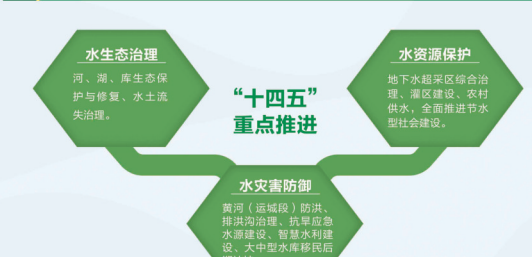 水生态治理
河、湖、库生态保
护与修复、水土流
失治理。
“十四五”
重点推进
水资源保护
地下水超采区综合治
理、灌区建设、农村
供水,全面推进节水
型社会建设。
水灾害防御
黄河(运城段)防洪、
排洪沟治理、抗旱应急
水源建设、智慧水利建
设、大中型水库移民后